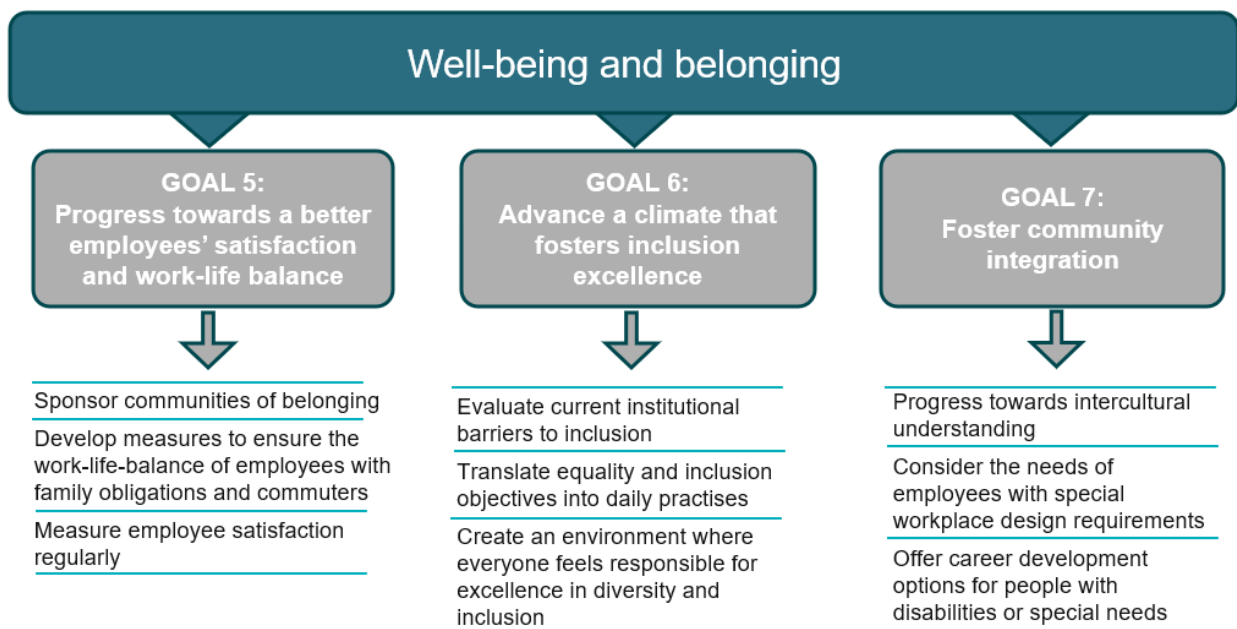 Well-being and belonging
GOAL 5:
Progress towards a better
employees’ satisfaction
and work-life balance
Sponsor communities of belonging
Develop measures to ensure the
work-life-balance of employees with
family obligations and commuters
Measure employee satisfaction
regularly
GOAL 6:
Advance a climate that
fosters inclusion
excellence
Evaluate current institutional
barriers to inclusion
Translate equality and inclusion
objectives into daily practises
Create an environment where
everyone feels responsible for
excellence in diversity and
inclusion
GOAL 7:
Foster community
integration
Progress towards intercultural
understanding
Consider the needs of
employees with special
workplace design requirements
Offer career development
options for people with
disabilities or special needs